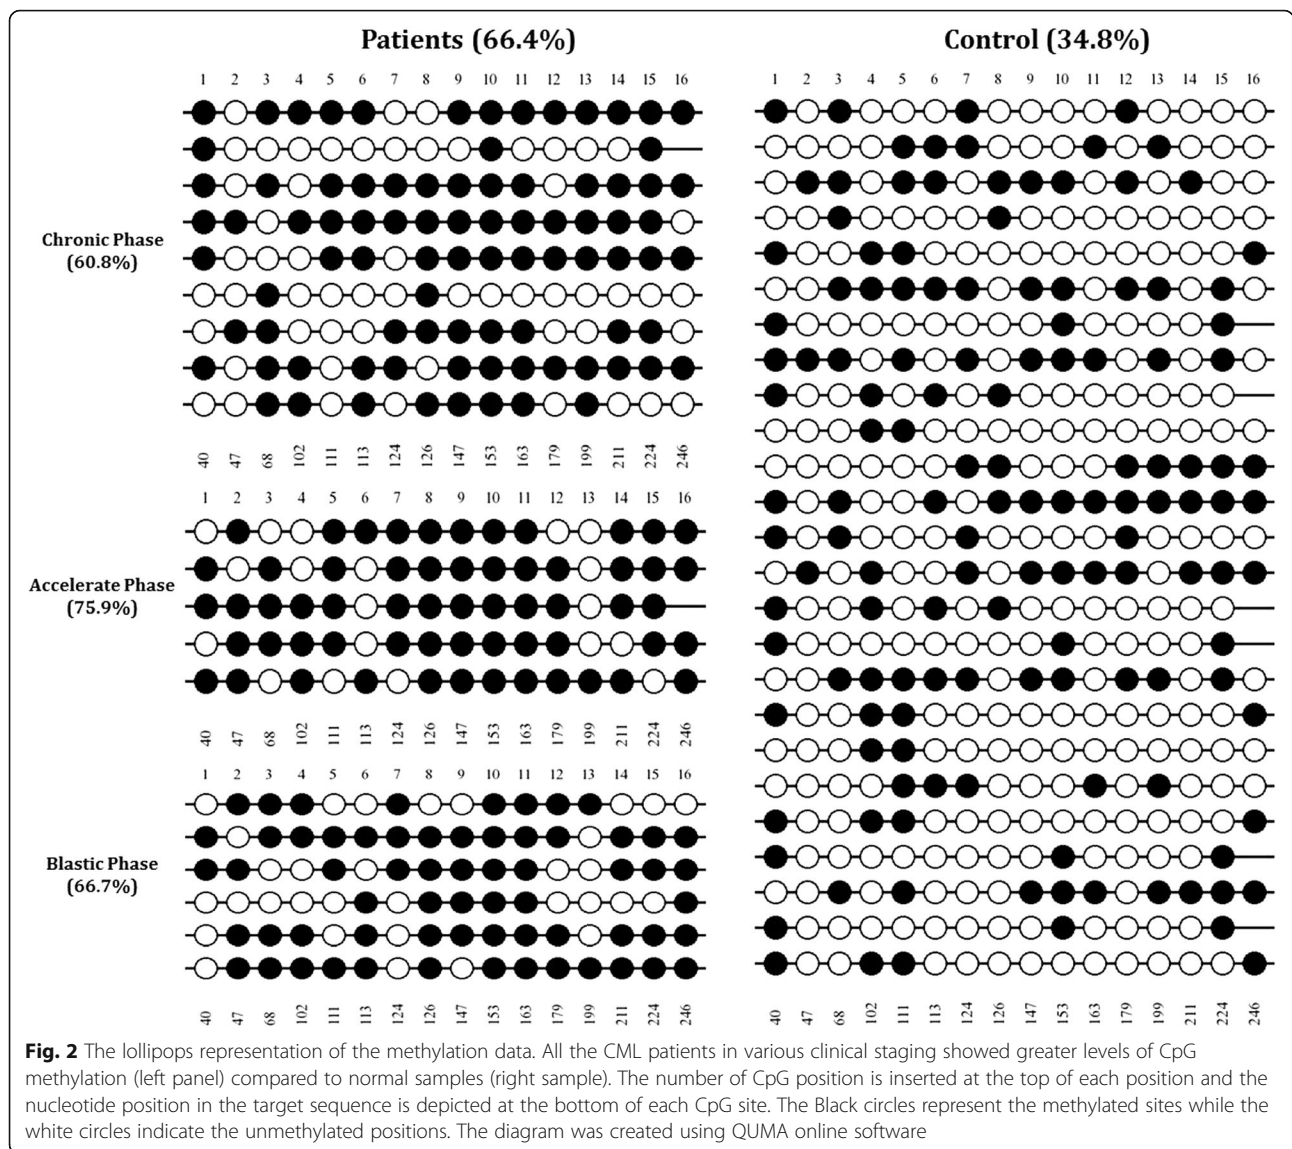 Patients (66.4%)
Control (34.8%)
1 2 3 4 5 6 7 8 9 10 11 12 13 14 15 16
1 2 3 4 5 6 7 8 9 10 11 12 13 14 15 16
Chronic Phase
(60.8%)
40 47 68 102 111 113 124 126 147 153 163 179 199 211 224 246
1 2 3 4 5 6 7 8 9 10 11 12 13 14 15 16
Accelerate Phase
(75.9%)
40 47 68 102 111 113 124 126 147 153 163 179 199 211 224 246
1 2 3 4 5 6 7 8 9 10 11 12 13 14 15 16
Blastic Phase
(66.7%)
40 47 68 102 111 113 124 126 147 153 163 179 199 211 224 246
40 47 68 102 111 113 124 126 147 153 163 179 199 211 224 246
Fig. 2 The lollipops representation of the methylation data. All the CML patients in various clinical staging showed greater levels of CpG
methylation (left panel) compared to normal samples (right sample). The number of CpG position is inserted at the top of each position and the
nucleotide position in the target sequence is depicted at the bottom of each CpG site. The Black circles represent the methylated sites while the
white circles indicate the unmethylated positions. The diagram was created using QUMA online software